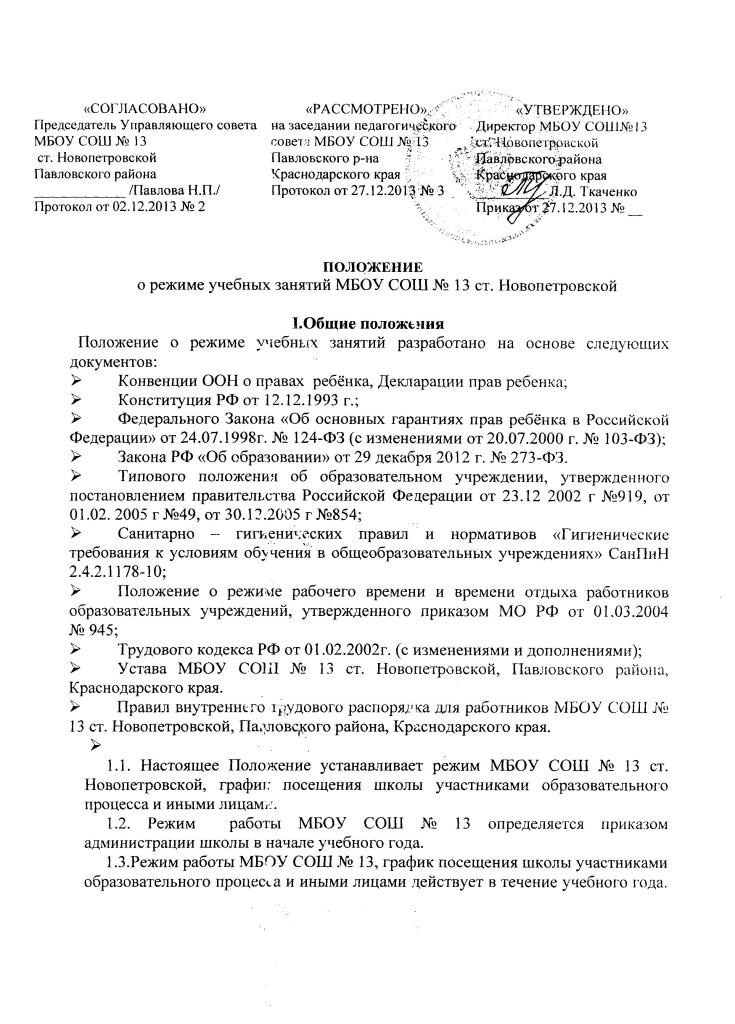 «СОГЛАСОВАНО»
Председатель Управляющего совета
МБОУ СОШ № 13
ст. Новопетровской
Павловского района
_____________ /Павлова Н.П./
Протокол от 02.12.2013 № 2
«РАССМОТРЕНО»
на заседании педагогического
совета МБОУ СОШ № 13
Павловского р-на
Краснодарского края
Протокол от 27.12.2013 № 3
«УТВЕРЖДЕНО»
Директор МБОУ СОШ№13
ст. Новопетровской
Павловского района
Краснодарского края
__________ Л.Д. Ткаченко
Приказ от 27.12.2013 № __
ПОЛОЖЕНИЕ
о режиме учебных занятий МБОУ СОШ № 13 ст. Новопетровской
I.Общие положения
Положение о режиме учебных занятий разработано на основе следующих
документов:
➢ Конвенции ООН о правах ребёнка, Декларации прав ребенка;
➢ Конституция РФ от 12.12.1993 г.;
➢ Федерального Закона «Об основных гарантиях прав ребёнка в Российской
Федерации» от 24.07.1998г. № 124-ФЗ (с изменениями от 20.07.2000 г. № 103-ФЗ);
➢ Закона РФ «Об образовании» от 29 декабря 2012 г. № 273-ФЗ.
➢ Типового положения об образовательном учреждении, утвержденного
постановлением правительства Российской Федерации от 23.12 2002 г №919, от
01.02. 2005 г №49, от 30.12.2005 г №854;
➢ Санитарно – гигиенических правил и нормативов «Гигиенические
требования к условиям обучения в общеобразовательных учреждениях» СанПиН
2.4.2.1178-10;
➢ Положение о режиме рабочего времени и времени отдыха работников
образовательных учреждений, утвержденного приказом МО РФ от 01.03.2004
№ 945;
➢ Трудового кодекса РФ от 01.02.2002г. (с изменениями и дополнениями);
➢ Устава МБОУ СОШ № 13 ст. Новопетровской, Павловского района,
Краснодарского края.
➢ Правил внутреннего трудового распорядка для работников МБОУ СОШ №
13 ст. Новопетровской, Павловского района, Краснодарского края.
➢
1.1. Настоящее Положение устанавливает режим МБОУ СОШ № 13 ст.
Новопетровской, график посещения школы участниками образовательного
процесса и иными лицами.
1.2. Режим работы МБОУ СОШ № 13 определяется приказом
администрации школы в начале учебного года.
1.3.Режим работы МБОУ СОШ № 13, график посещения школы участниками
образовательного процесса и иными лицами действует в течение учебного года.